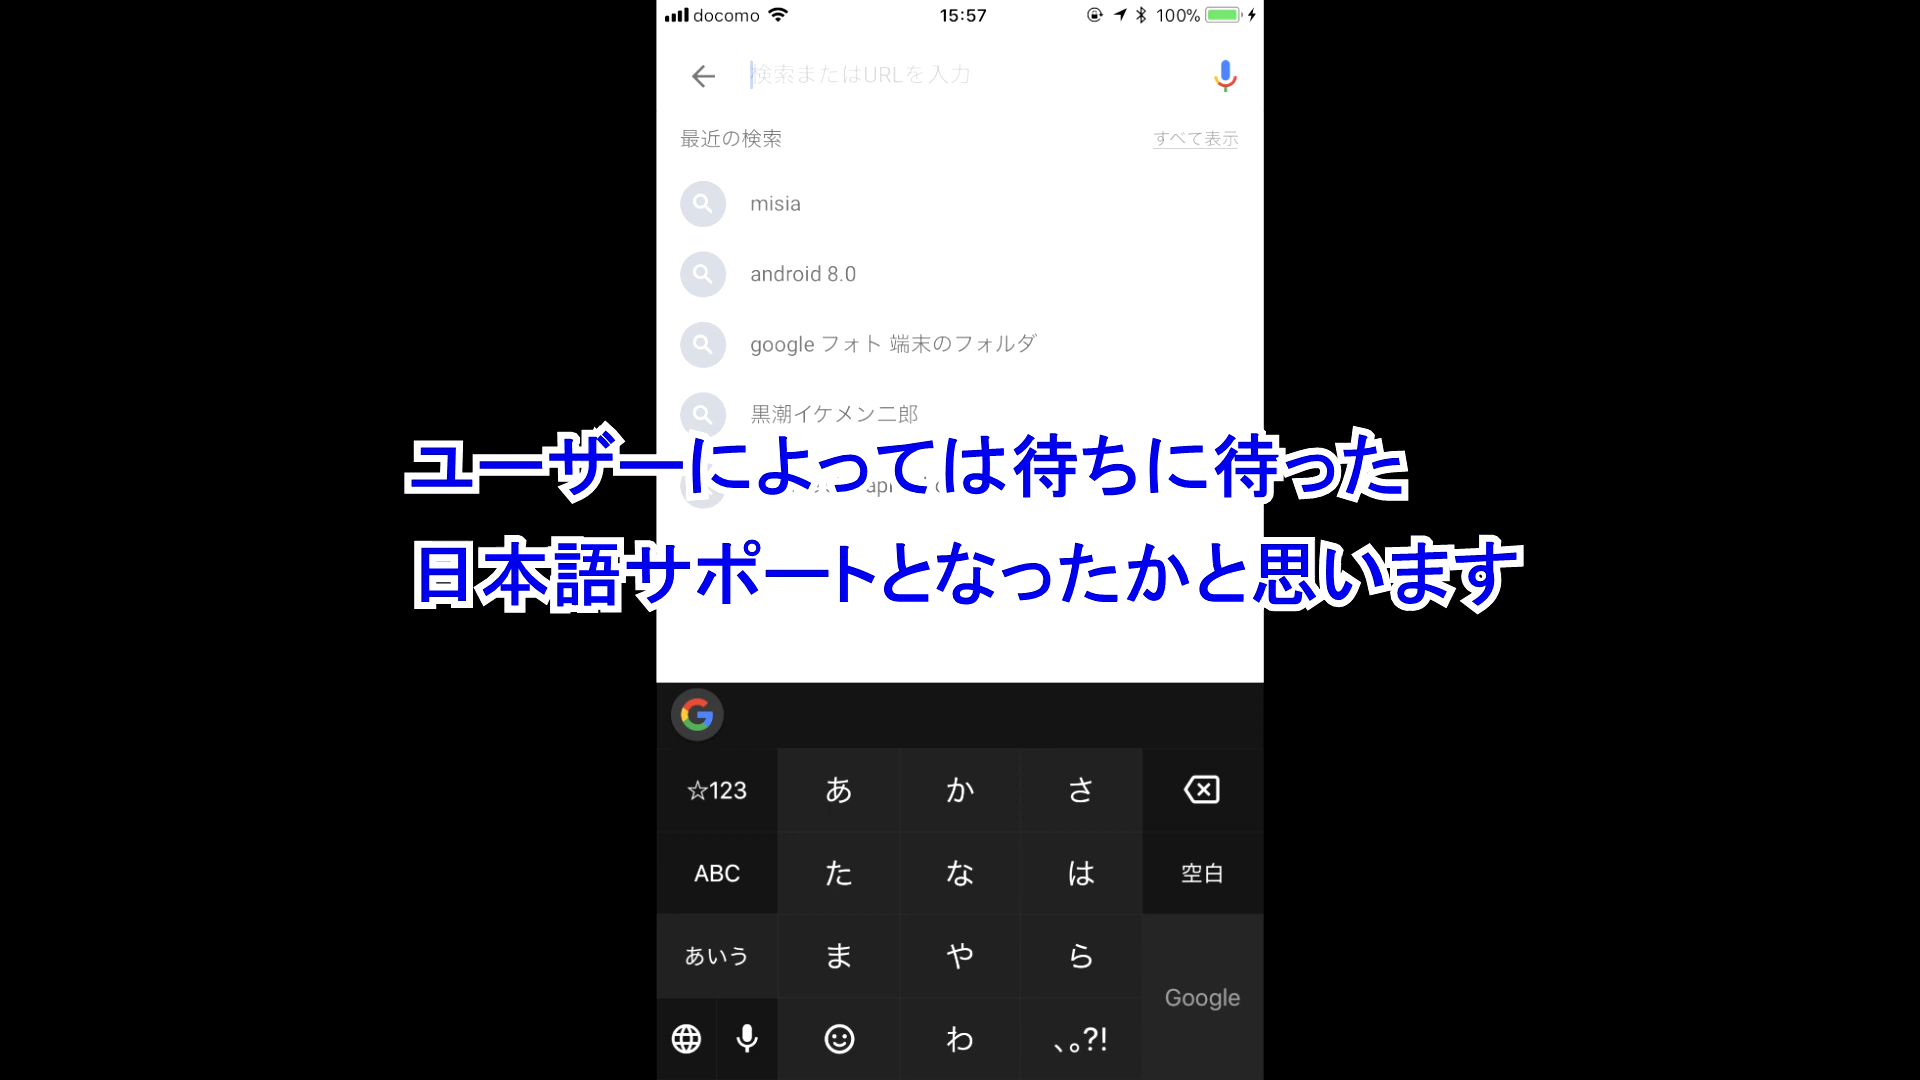 docomo 15:57 100%
検索またはURLを入力
最近の検索 すべて表示
misia
android 8.0
google フォト 端末のフォルダ
黒潮イケメン二郎
ユーザーによっては待ちに待った
日本語サポートとなったかと思います
☆123 あ か さ
ABC た な は 空白
あいう ま や ら
Google
わ 、。?!